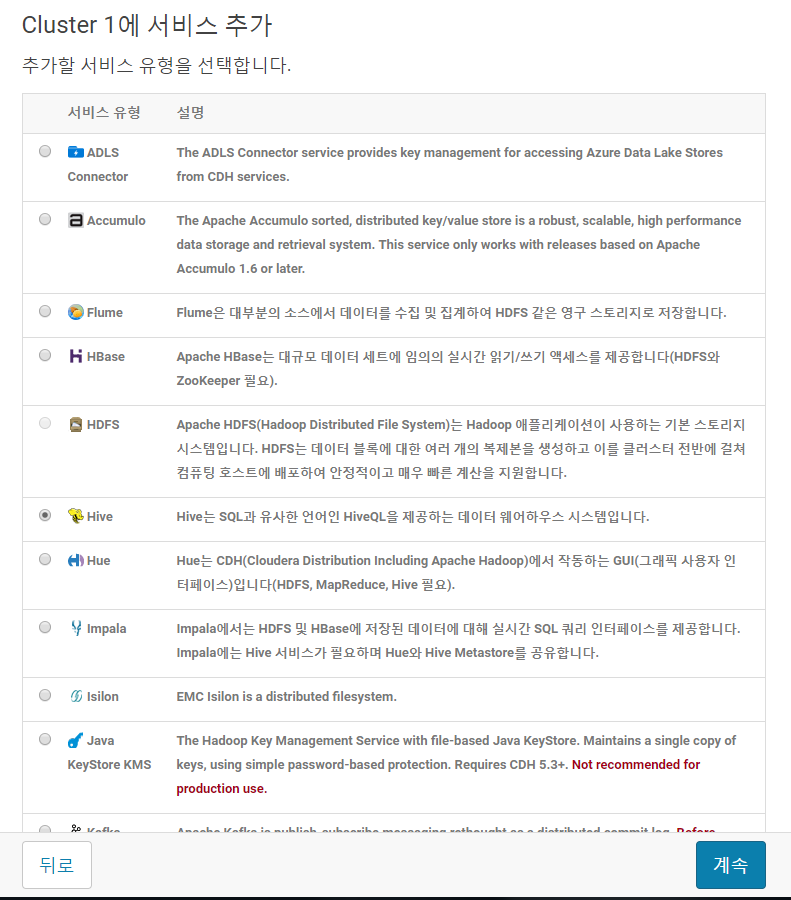 Cluster 1에 서비스 추가
추가할 서비스 유형을 선택합니다.
서비스 유형 설명
ADLS Connector
The ADLS Connector service provides key management for accessing Azure Data Lake Stores
from CDH services.
Accumulo
The Apache Accumulo sorted, distributed key/value store is a robust, scalable, high performance
data storage and retrieval system. This service only works with releases based on Apache
Accumulo 1.6 or later.
Flume
Flume은 대부분의 소스에서 데이터를 수집 및 집계하여 HDFS 같은 영구 스토리지로 저장합니다.
HBase
Apache HBase는 대규모 데이터 세트에 임의의 실시간 읽기/쓰기 액세스를 제공합니다(HDFS와
ZooKeeper 필요).
HDFS
Apache HDFS(Hadoop Distributed File System)는 Hadoop 애플리케이션이 사용하는 기본 스토리지
시스템입니다. HDFS는 데이터 블록에 대한 여러 개의 복제본을 생성하고 이를 클러스터 전반에 걸쳐
컴퓨팅 호스트에 배포하여 안정적이고 매우 빠른 계산을 지원합니다.
Hive
Hive는 SQL과 유사한 언어인 HiveQL을 제공하는 데이터 웨어하우스 시스템입니다.
Hue
Hue는 CDH(Cloudera Distribution Including Apache Hadoop)에서 작동하는 GUI(그래픽 사용자 인
터페이스)입니다(HDFS, MapReduce, Hive 필요).
Impala
Impala에서는 HDFS 및 HBase에 저장된 데이터에 대해 실시간 SQL 쿼리 인터페이스를 제공합니다.
Impala에는 Hive 서비스가 필요하며 Hue와 Hive Metastore를 공유합니다.
Isilon
EMC Isilon is a distributed filesystem.
Java
KeyStore KMS
The Hadoop Key Management Service with file-based Java KeyStore. Maintains a single copy of
keys, using simple password-based protection. Requires CDH 5.3+. Not recommended for
production use.
Kafka
Apache Kafka is publish-subscribe messaging rethought as a distributed commit log. Before
뒤로
계속